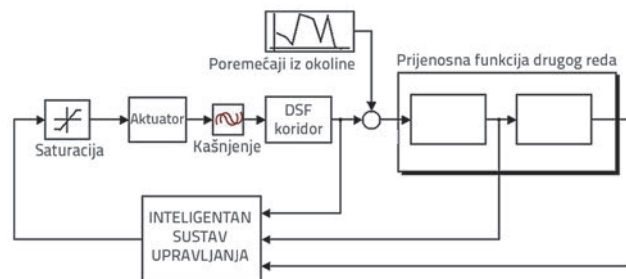 Poremećaji iz okoline
Prijenosna funkcija drugog reda
Saturacija
Aktuator
Kašnjenje
DSF
koridor
INTELIGENTAN
SUSTAV
UPRAVLJANJA